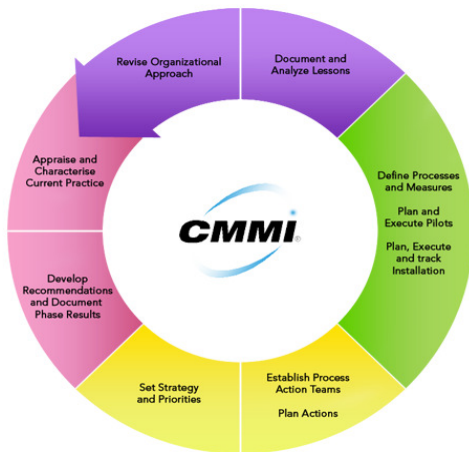 Revise Organizational
Approach
Document and
Analyze Lessons
Appraise and
Characterise
Current Practice
Define Processes
and Measures
Plan and
Execute Pilots
Plan, Execute
and track
Installation
CMMI®
Develop
Recommendations
and Document
Phase Results
Set Strategy
and Priorities
Establish Process
Action Teams
Plan Actions